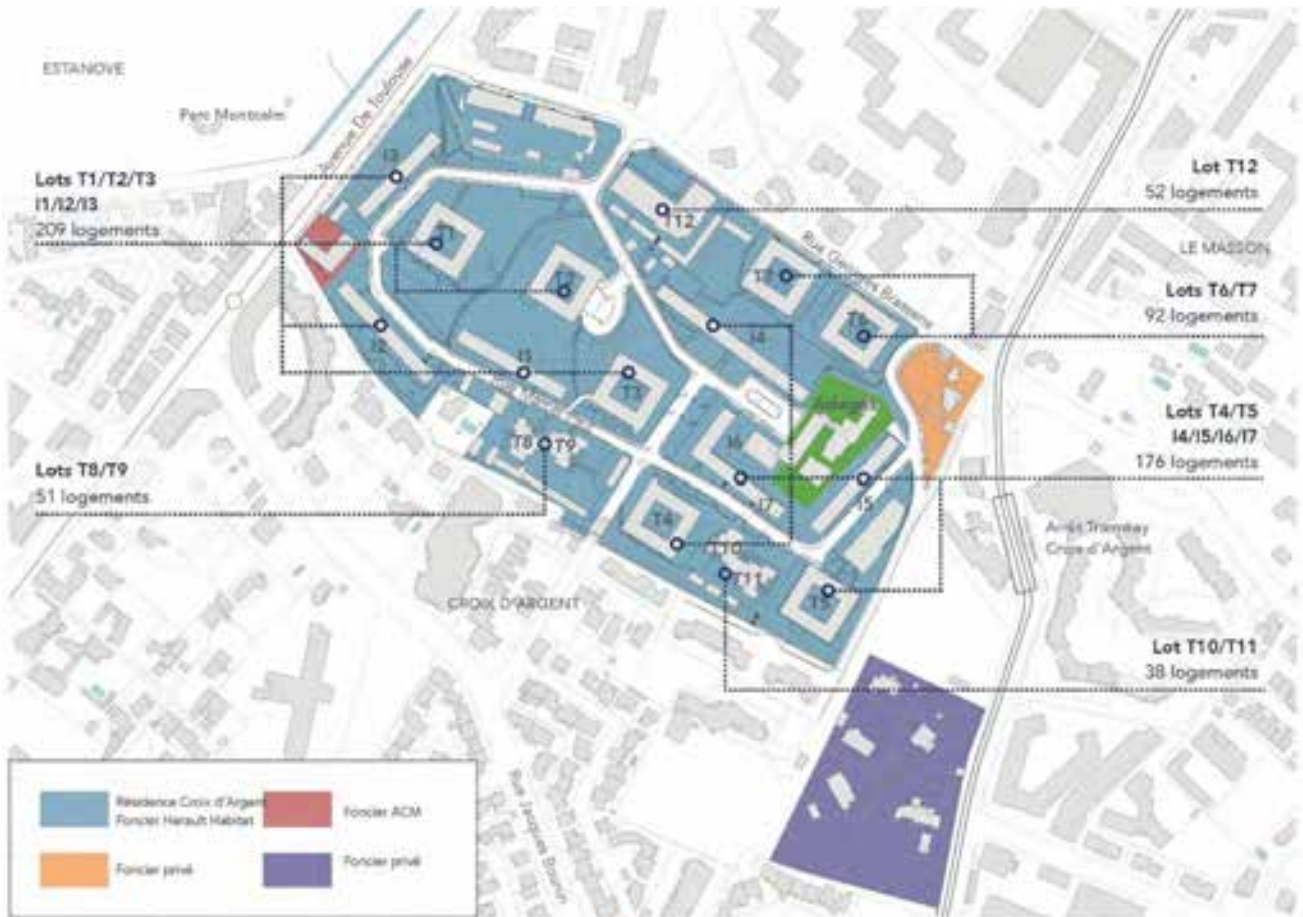 ESTANOVE
Parc Montcalm
Avenue De Toulouse
Lots T1/T2/T3
I1/I2/I3
209 logements
Lot T12
52 logements
LE MASSON
Lots T6/T7
92 logements
Lots T4/T5
I4/I5/I6/I7
176 logements
Lots T8/T9
51 logements
Lot T10/T11
38 logements
I3
T1
T12
T7
I4
I2
T3
T8
T9
I6
I7
I5
T4
T10
T11
T5
Rue Georges Brassens
Arrêt Tramway
Croix d'Argent
CROIX D'ARGENT
Rue Jacques Bounin
Résidence Croix d'Argent
Foncier Hérault Habitat
Foncier ACM
Foncier privé
Foncier privé